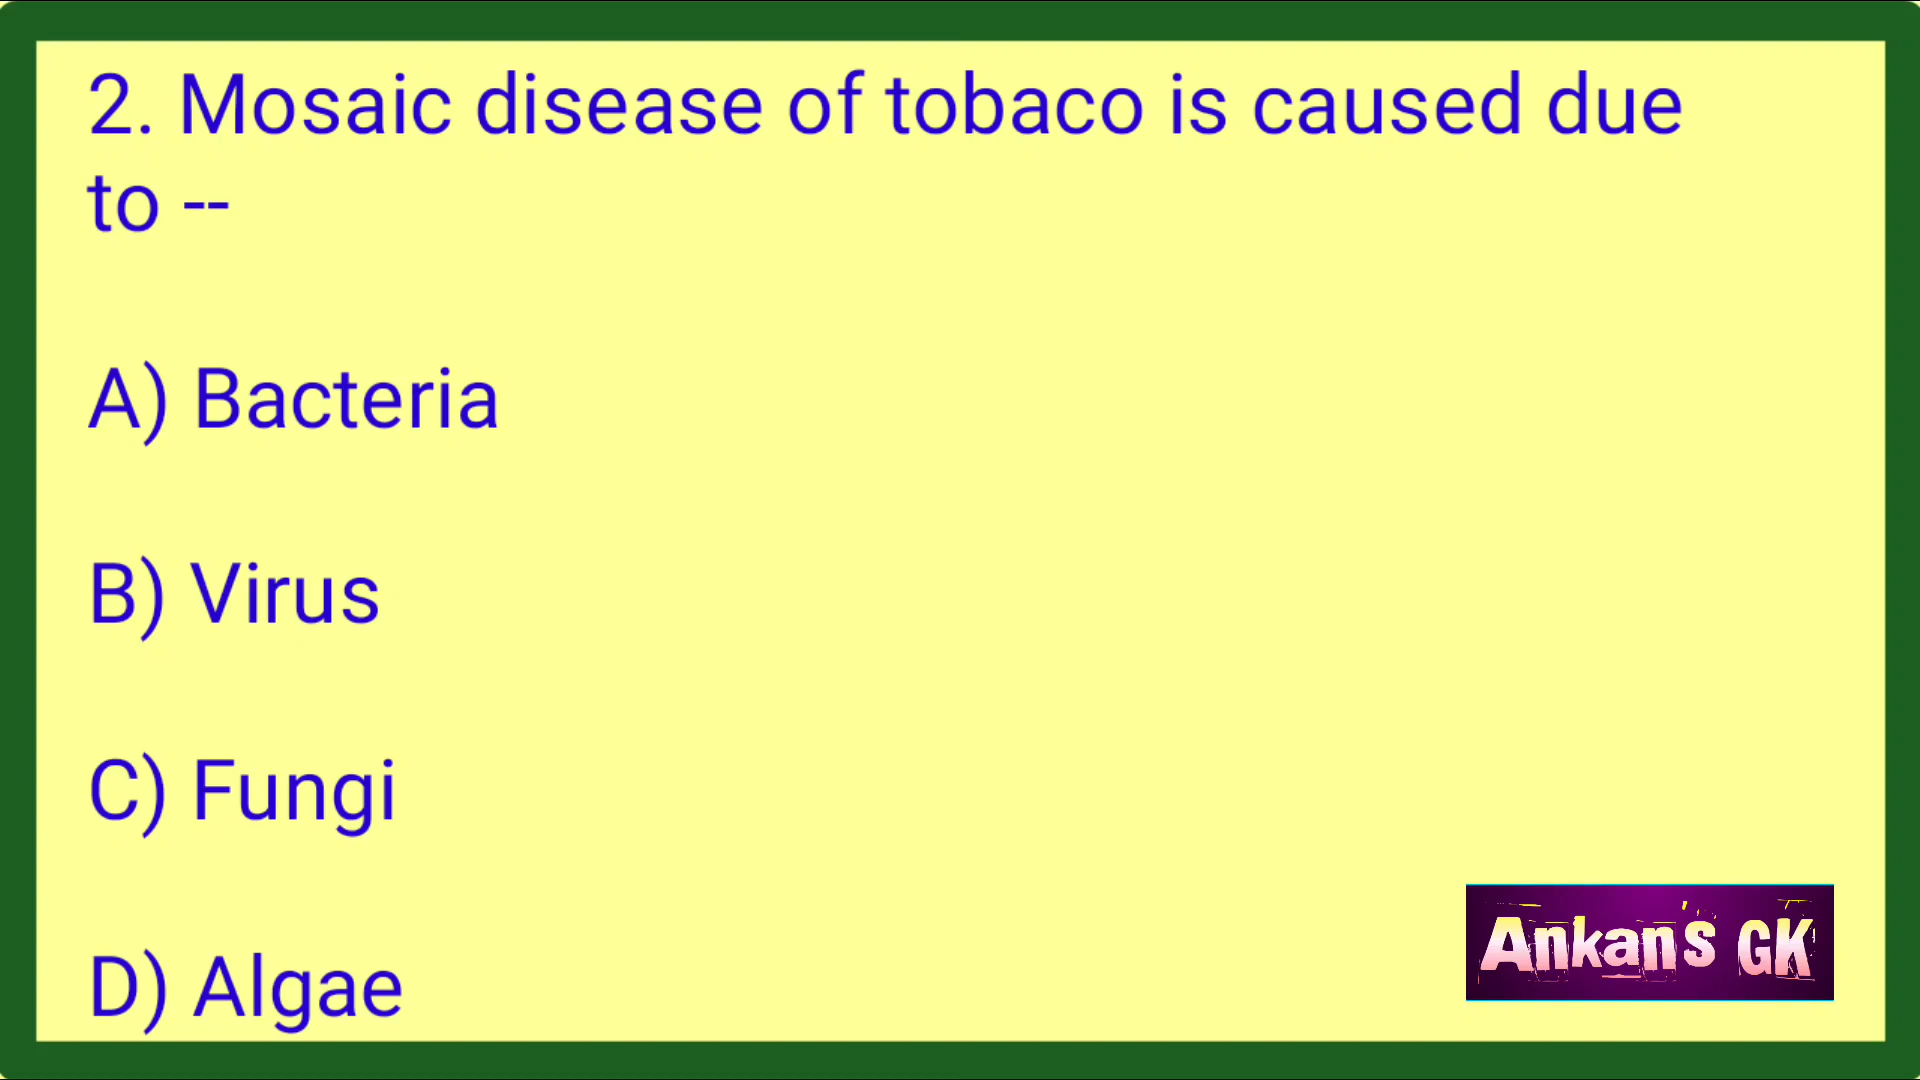 2. Mosaic disease of tobaco is caused due
to --
A) Bacteria
B) Virus
C) Fungi
D) Algae
Ankan's GK